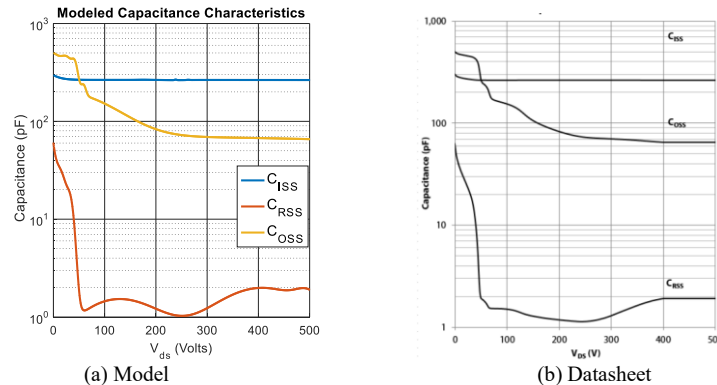 Modeled Capacitance Characteristics
10³
10²
10¹
10⁰
Capacitance (pF)
C_ISS
C_RSS
C_OSS
0 100 200 300 400 500
V_ds (Volts)
(a) Model
1,000
100
10
1
Capacitance (pF)
C_ISS
C_OSS
C_RSS
0 100 200 300 400 500
V_DS (V)
(b) Datasheet